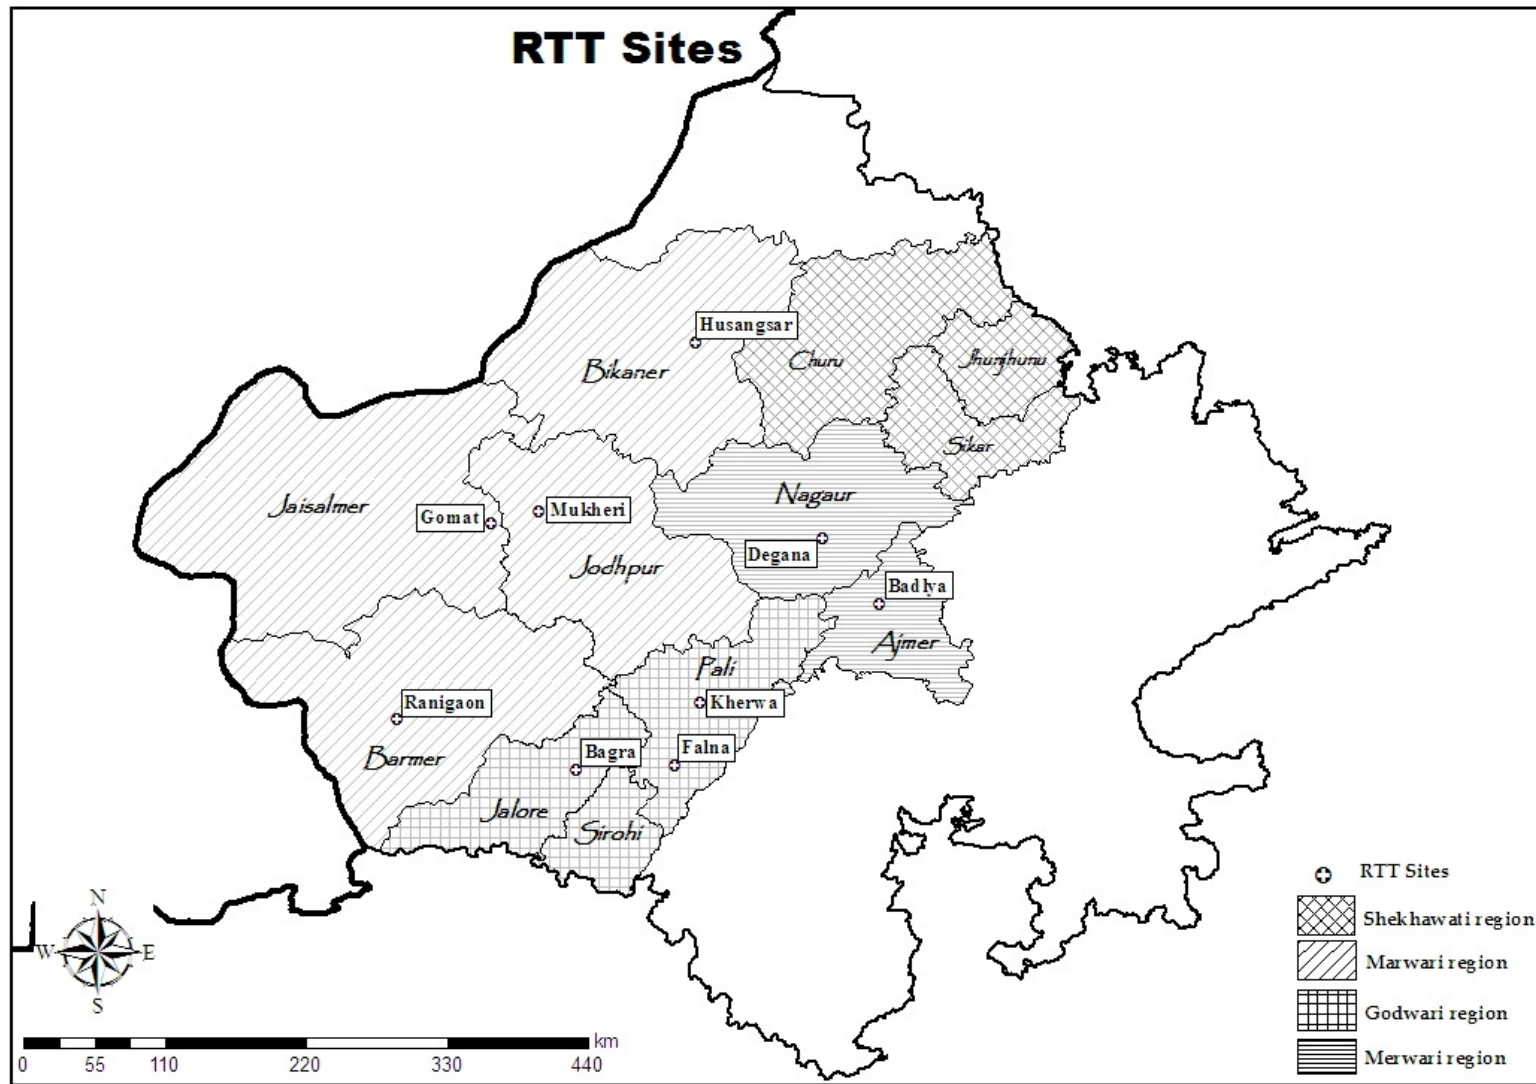 RTT Sites
Husangsar
Bikaner
Churu
Jhunjhunu
Sikar
Jaisalmer
Gomat
Mukheri
Nagaur
Degana
Jodhpur
Badlya
Ajmer
Pali
Ranigaon
Kherwa
Barmer
Bagra
Falna
Jalore
Sirohi
RTT Sites
Shekhawati region
Marwari region
Godwari region
Merwari region
N
W E
S
km
0 55 110 220 330 440